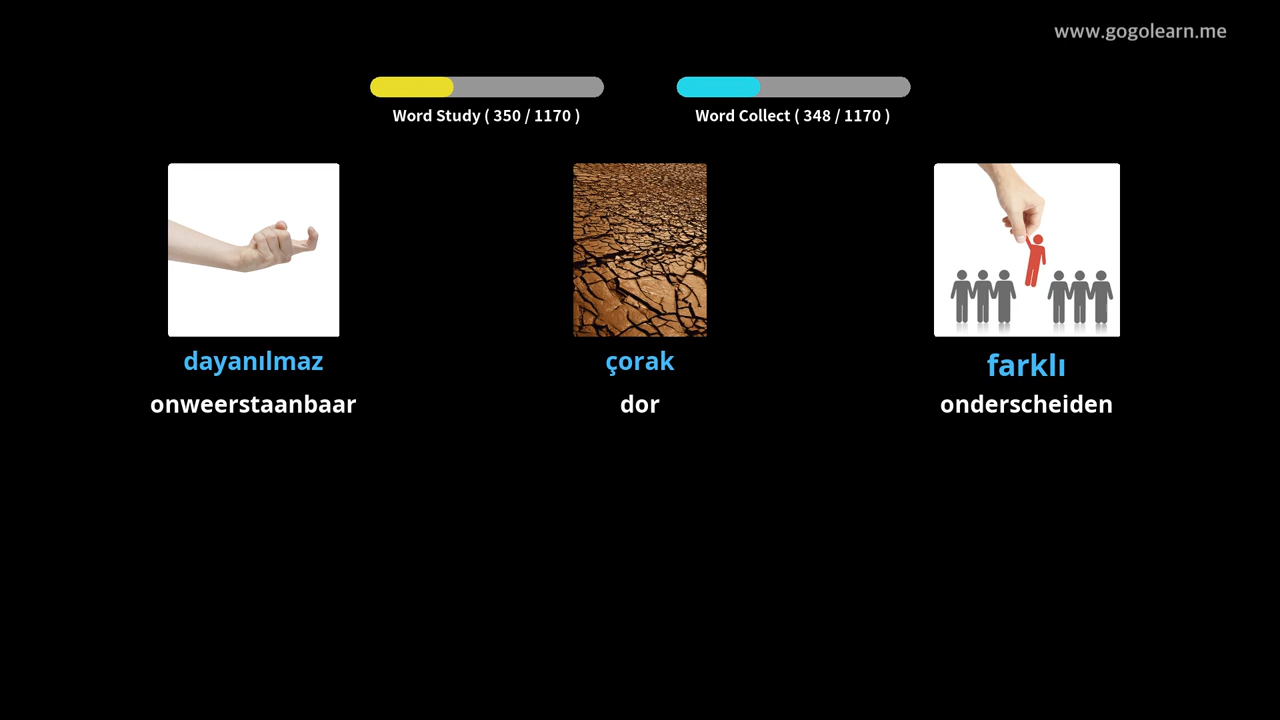 www.gogolearn.me
Word Study ( 350 / 1170 )
Word Collect ( 348 / 1170 )
dayanılmaz
çorak
farklı
onweerstaanbaar
dor
onderscheiden